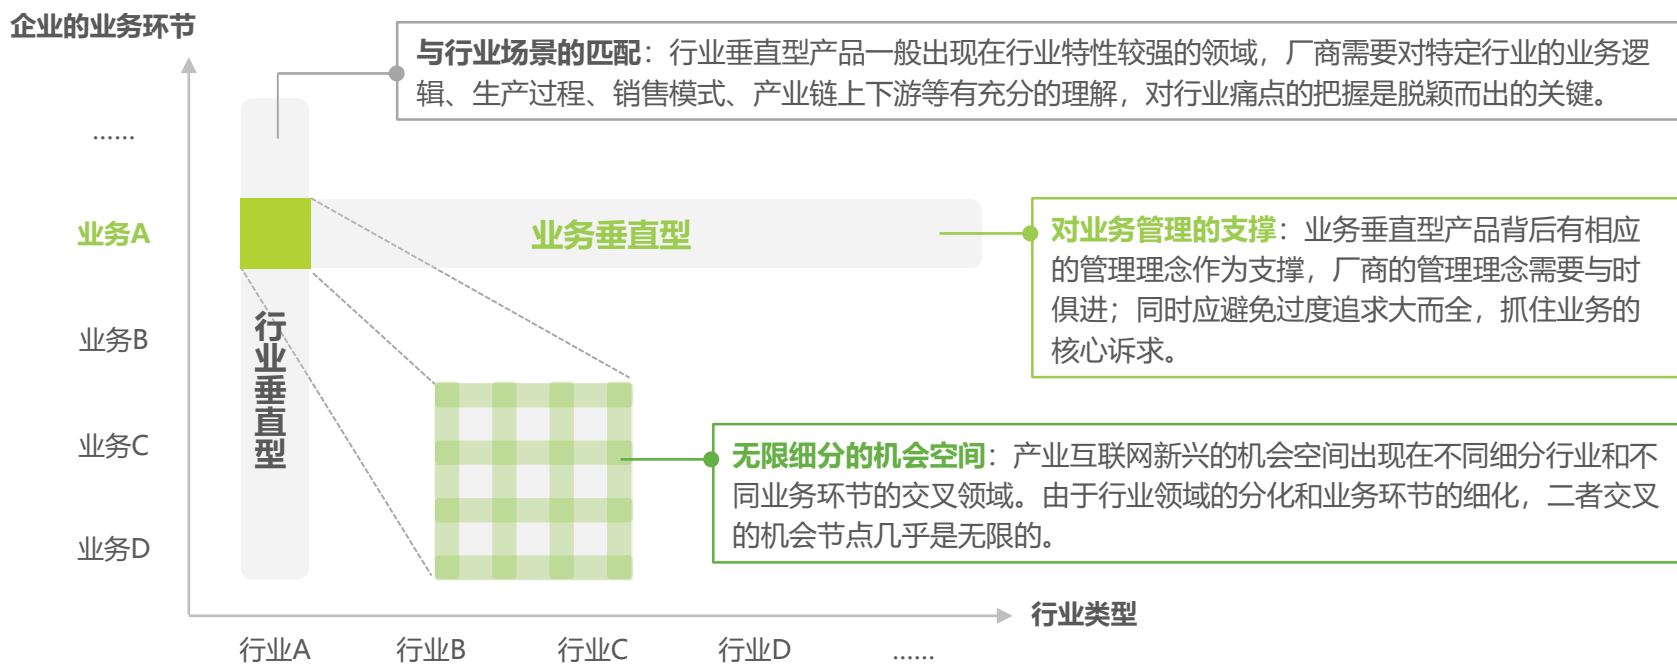 企业的业务环节
与行业场景的匹配：行业垂直型产品一般出现在行业特性较强的领域，厂商需要对特定行业的业务逻
辑、生产过程、销售模式、产业链上下游等有充分的理解，对行业痛点的把握是脱颖而出的关键。
……
业务A
业务垂直型
对业务管理的支撑：业务垂直型产品背后有相应
的管理理念作为支撑，厂商的管理理念需要与时
俱进；同时应避免过度追求大而全，抓住业务的
核心诉求。
行业垂直型
业务B
业务C
无限细分的机会空间：产业互联网新兴的机会空间出现在不同细分行业和不
同业务环节的交叉领域。由于行业领域的分化和业务环节的细化，二者交叉
的机会节点几乎是无限的。
业务D
行业类型
行业A
行业B
行业C
行业D
……